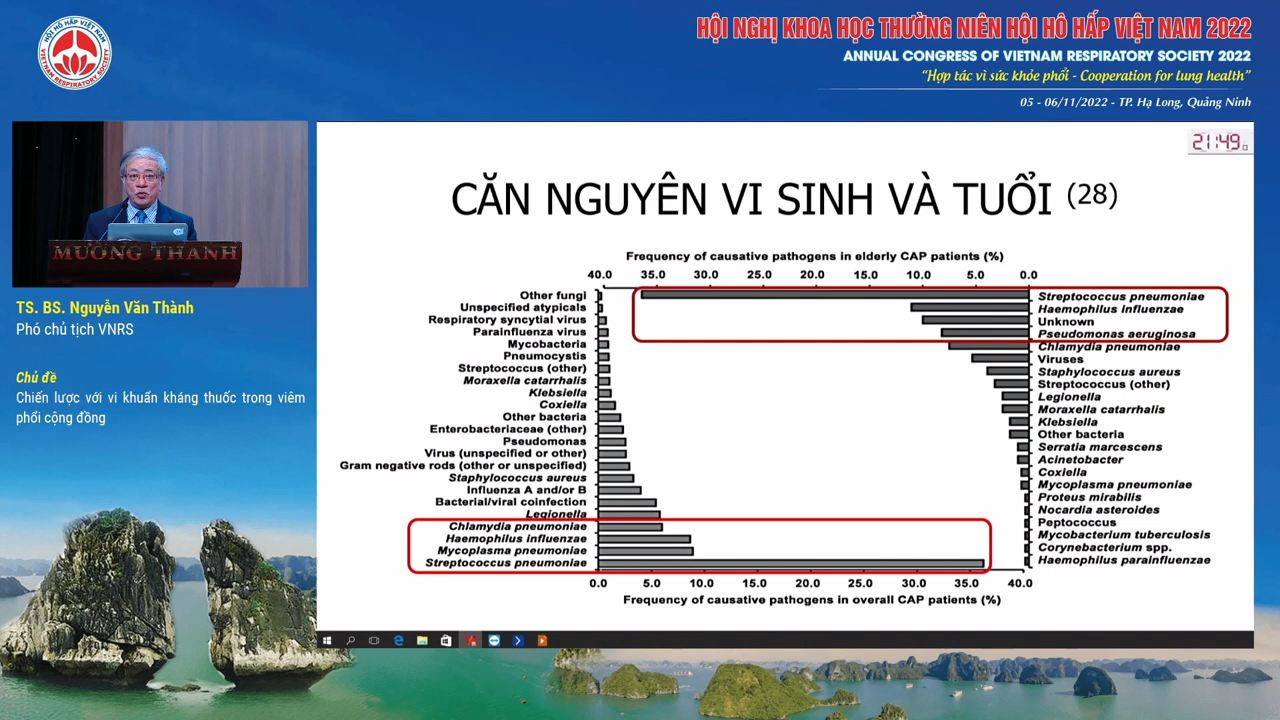 HỘI HÔ HẤP VIỆT NAM
VIETNAM RESPIRATORY SOCIETY
HỘI NGHỊ KHOA HỌC THƯỜNG NIÊN HỘI HÔ HẤP VIỆT NAM 2022
ANNUAL CONGRESS OF VIETNAM RESPIRATORY SOCIETY 2022
“Hợp tác vì sức khỏe phổi - Cooperation for lung health”
05 - 06/11/2022 - TP. Hạ Long, Quảng Ninh
MƯỜNG THANH
TS. BS. Nguyễn Văn Thành
Phó chủ tịch VNRS
Chủ đề
Chiến lược với vi khuẩn kháng thuốc trong viêm
phổi cộng đồng
21:49
CĂN NGUYÊN VI SINH VÀ TUỔI (28)
Frequency of causative pathogens in elderly CAP patients (%)
40.0 35.0 30.0 25.0 20.0 15.0 10.0 5.0 0.0
Other fungi
Unspecified atypicals
Respiratory syncytial virus
Parainfluenza virus
Mycobacteria
Pneumocystis
Streptococcus (other)
Moraxella catarrhalis
Klebsiella
Coxiella
Other bacteria
Enterobacteriaceae (other)
Pseudomonas
Virus (unspecified or other)
Gram negative rods (other or unspecified)
Staphylococcus aureus
Influenza A and/or B
Bacterial/viral coinfection
Legionella
Chlamydia pneumoniae
Haemophilus influenzae
Mycoplasma pneumoniae
Streptococcus pneumoniae
Streptococcus pneumoniae
Haemophilus influenzae
Unknown
Pseudomonas aeruginosa
Chlamydia pneumoniae
Viruses
Staphylococcus aureus
Streptococcus (other)
Legionella
Moraxella catarrhalis
Klebsiella
Other bacteria
Serratia marcescens
Acinetobacter
Coxiella
Mycoplasma pneumoniae
Proteus mirabilis
Nocardia asteroides
Peptococcus
Mycobacterium tuberculosis
Corynebacterium spp.
Haemophilus parainfluenzae
0.0 5.0 10.0 15.0 20.0 25.0 30.0 35.0 40.0
Frequency of causative pathogens in overall CAP patients (%)